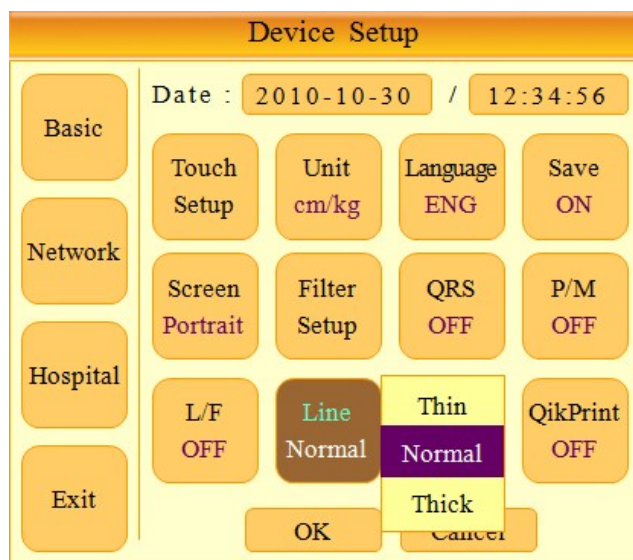 Device Setup
Date : 2010-10-30 / 12:34:56
Basic
Network
Hospital
Exit
Touch
Setup
Unit
cm/kg
Language
ENG
Save
ON
Screen
Portrait
Filter
Setup
QRS
OFF
P/M
OFF
L/F
OFF
Line
Normal
Thin
Normal
Thick
QikPrint
OFF
OK
Cancel